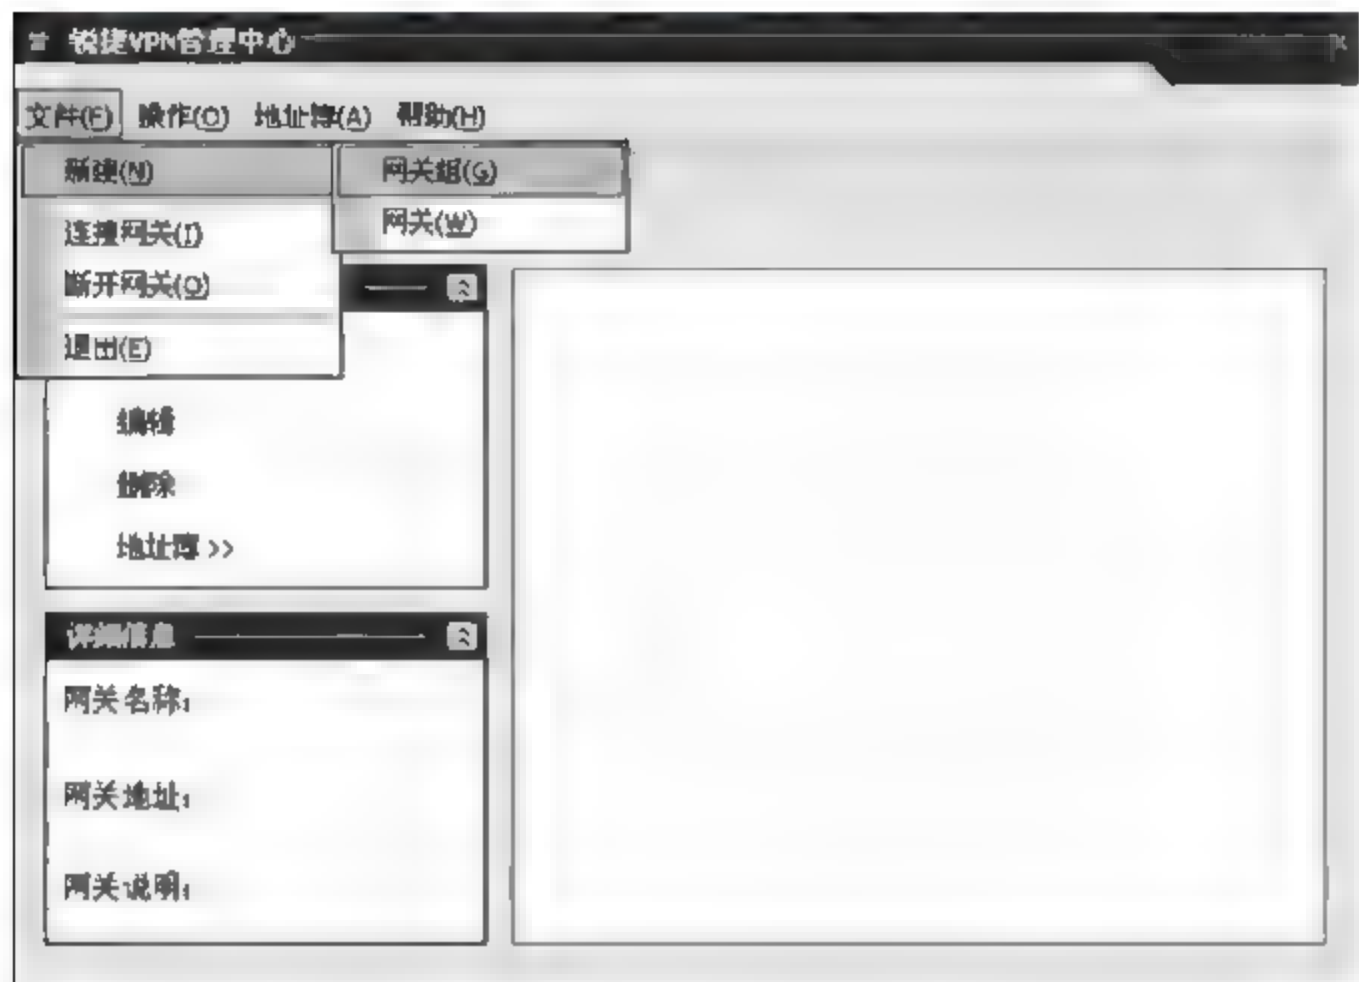 锐捷VPN管理中心
文件(F) 操作(O) 地址簿(A) 帮助(H)
新建(N) 网关组(G)
网关(W)
连接网关(I)
断开网关(O)
退出(E)
编辑
删除
地址簿 >>
详细信息
网关名称:
网关地址:
网关说明: